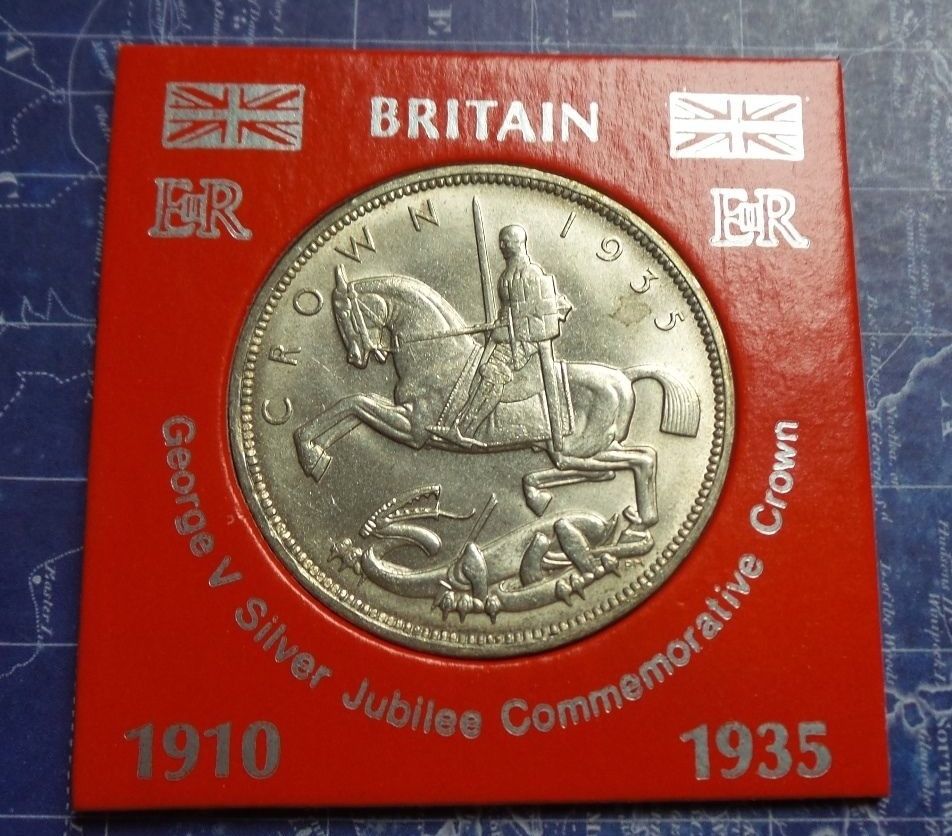 BRITAIN
EIIR
EIIR
CROWN 1935
George V Silver Jubilee Commemorative Crown
1910
1935